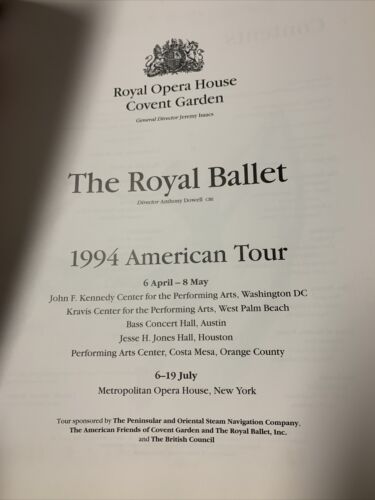 Royal Opera House
Covent Garden
General Director Jeremy Isaacs
The Royal Ballet
Director Anthony Dowell CBE
1994 American Tour
6 April – 8 May
John F. Kennedy Center for the Performing Arts, Washington DC
Kravis Center for the Performing Arts, West Palm Beach
Bass Concert Hall, Austin
Jesse H. Jones Hall, Houston
Performing Arts Center, Costa Mesa, Orange County
6–19 July
Metropolitan Opera House, New York
Tour sponsored by The Peninsular and Oriental Steam Navigation Company,
The American Friends of Covent Garden and The Royal Ballet, Inc.
and The British Council